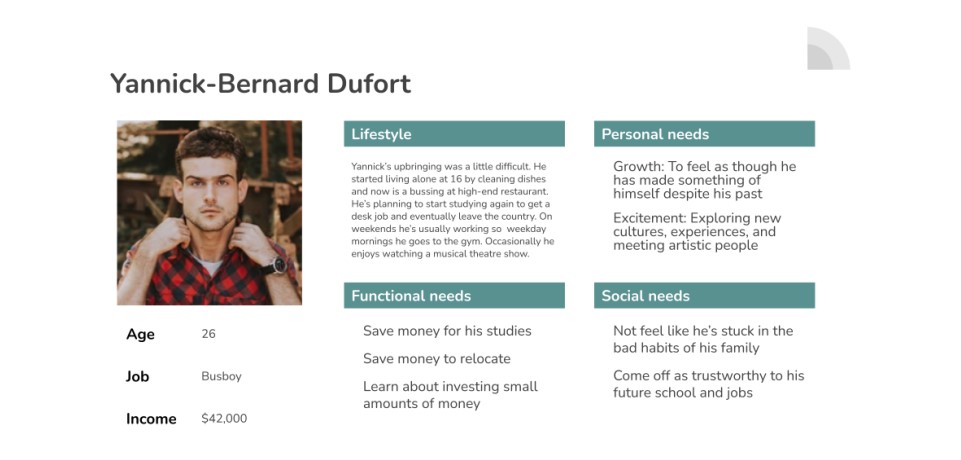 Yannick-Bernard Dufort
Age 26
Job Busboy
Income $42,000
Lifestyle
Yannick's upbringing was a little difficult. He
started living alone at 16 by cleaning dishes
and now is a bussing at high-end restaurant.
He's planning to start studying again to get a
desk job and eventually leave the country. On
weekends he's usually working so weekday
mornings he goes to the gym. Occasionally he
enjoys watching a musical theatre show.
Functional needs
Save money for his studies
Save money to relocate
Learn about investing small
amounts of money
Personal needs
Growth: To feel as though he
has made something of
himself despite his past
Excitement: Exploring new
cultures, experiences, and
meeting artistic people
Social needs
Not feel like he's stuck in the
bad habits of his family
Come off as trustworthy to his
future school and jobs